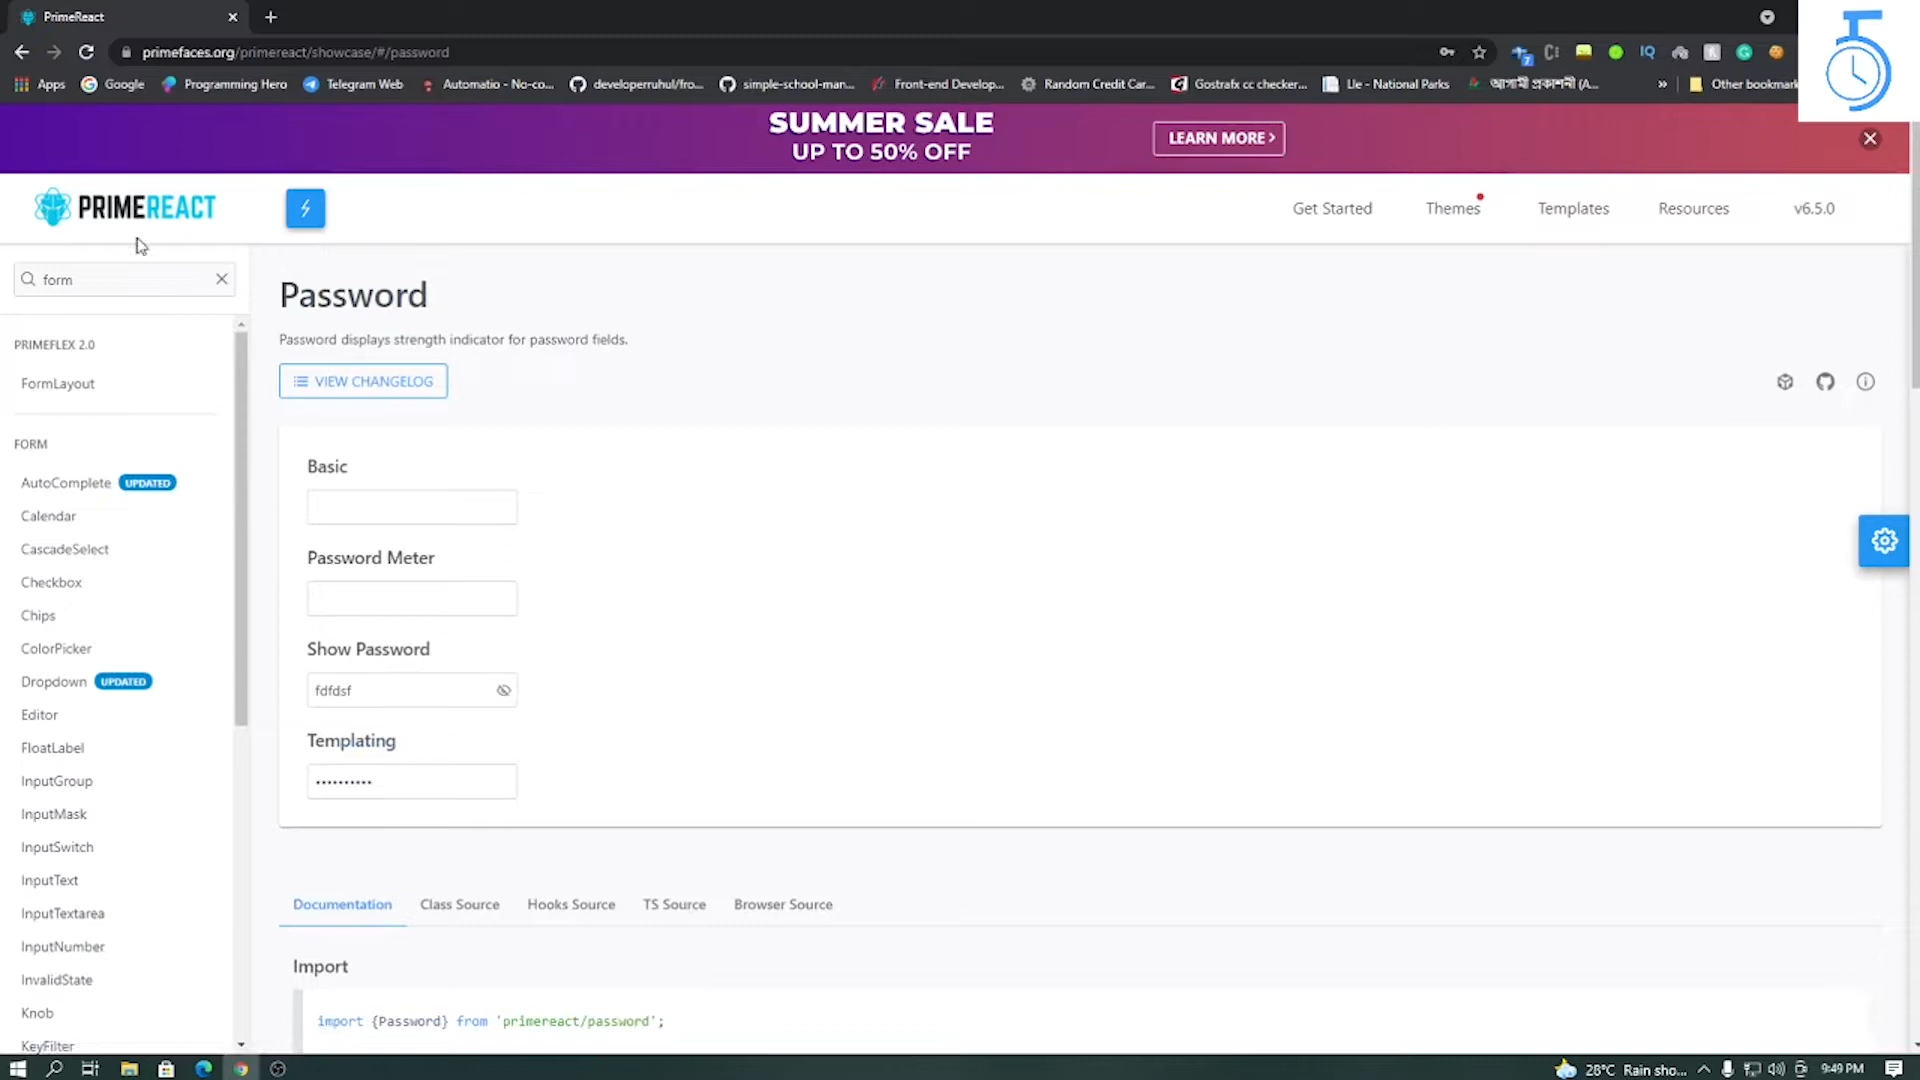 PrimeReact
primefaces.org/primereact/showcase/#/password
Apps
Google
Programming Hero
Telegram Web
Automatio - No-co...
developerruhul/fro...
simple-school-man...
Front-end Develop...
Random Credit Car...
Gostrafx cc checker...
Lle - National Parks
আগামী প্রকাশনী (A...
»
Other bookmark
SUMMER SALE
UP TO 50% OFF
LEARN MORE
PRIMEREACT
Get Started
Themes
Templates
Resources
v6.5.0
form
PRIMEFLEX 2.0
FormLayout
FORM
AutoComplete UPDATED
Calendar
CascadeSelect
Checkbox
Chips
ColorPicker
Dropdown UPDATED
Editor
FloatLabel
InputGroup
InputMask
InputSwitch
InputText
InputTextarea
InputNumber
InvalidState
Knob
KeyFilter
Password
Password displays strength indicator for password fields.
VIEW CHANGELOG
Basic
Password Meter
Show Password
fdfdsf
Templating
••••••••••
Documentation
Class Source
Hooks Source
TS Source
Browser Source
Import
import {Password} from 'primereact/password';
28°C Rain sho...
9:49 PM